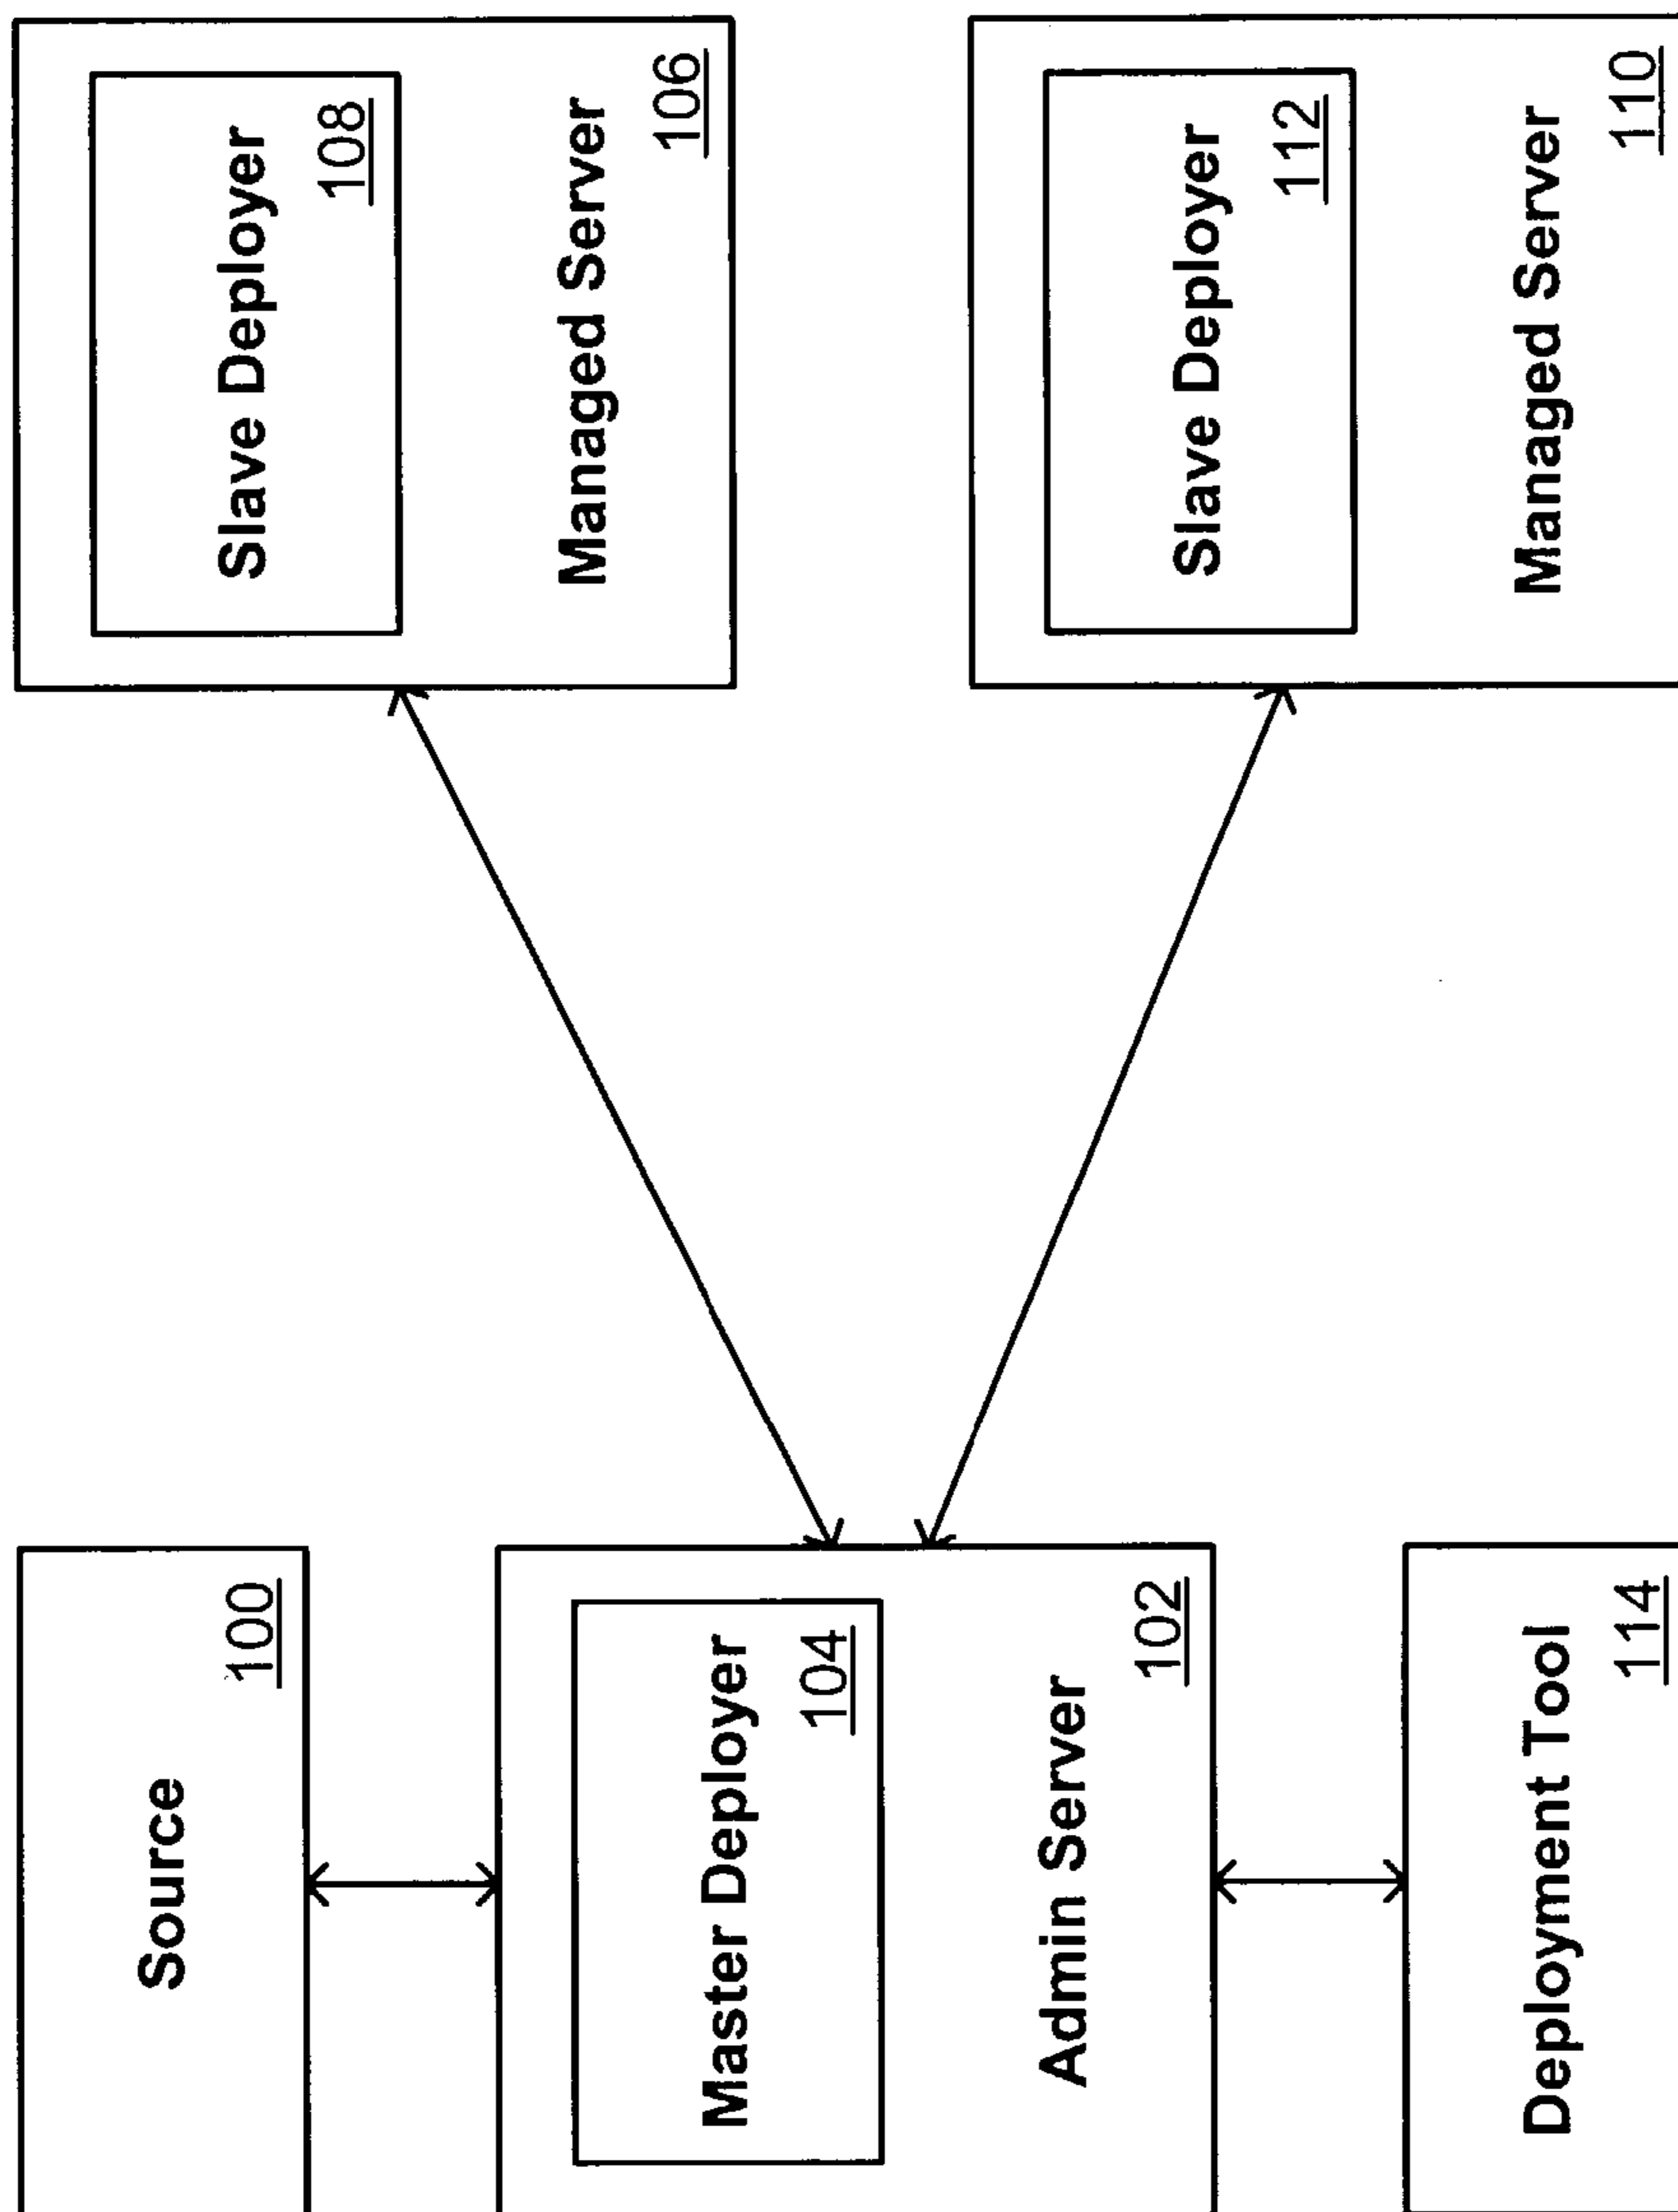 Source
100
Master Deployer
104
Admin Server
102
Deployment Tool
114
Slave Deployer
108
Managed Server
106
Slave Deployer
112
Managed Server
110